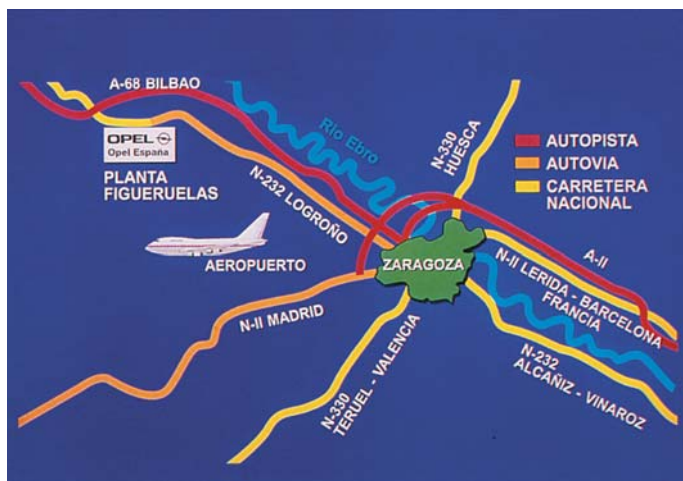 A-68 BILBAO
OPEL
Opel España
PLANTA
FIGUERUELAS
Río Ebro
N-330
HUESCA
AUTOPISTA
AUTOVIA
CARRETERA
NACIONAL
N-232 LOGROÑO
AEROPUERTO
ZARAGOZA
A-II
N-II LERIDA - BARCELONA
FRANCIA
N-II MADRID
N-330
TERUEL - VALENCIA
N-232
ALCAÑIZ - VINAROZ